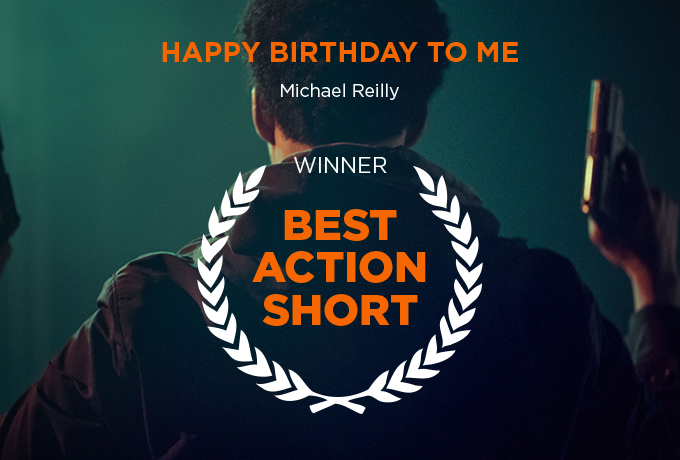 HAPPY BIRTHDAY TO ME
Michael Reilly
WINNER
BEST
ACTION
SHORT